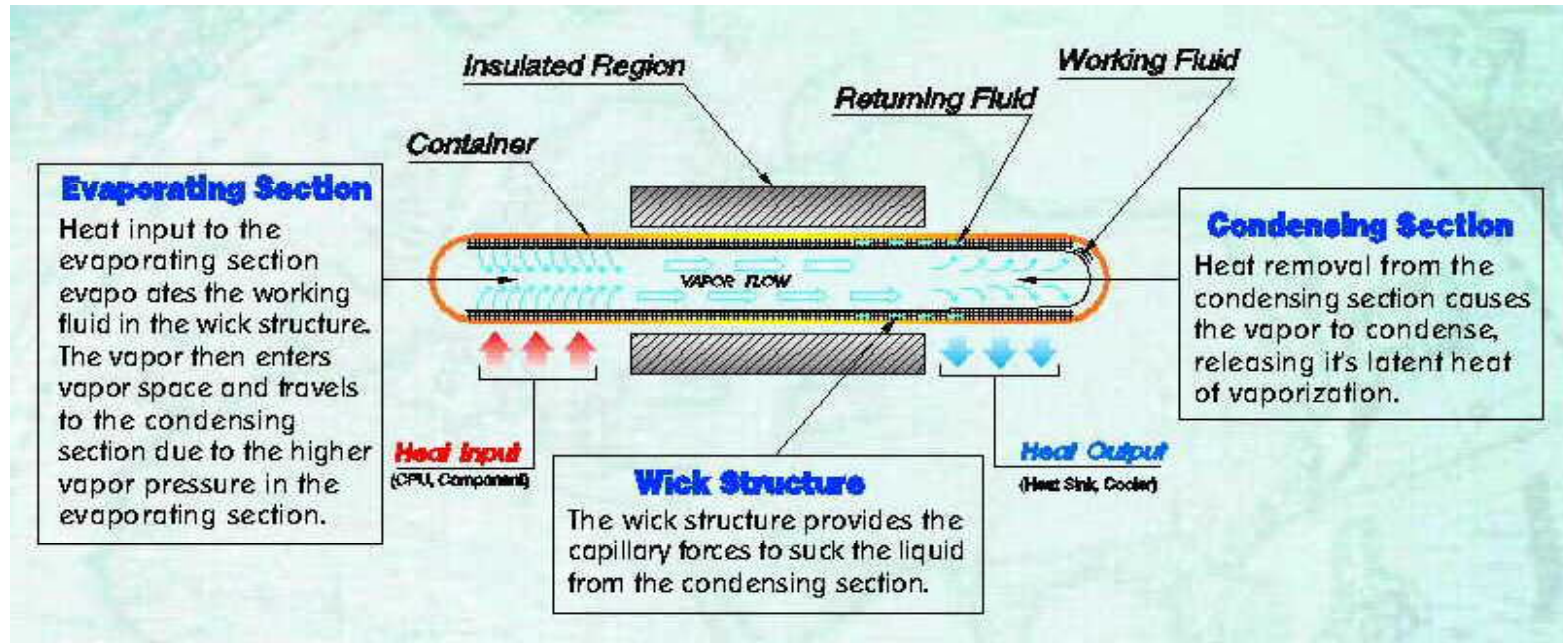 Insulated Region
Working Fluid
Returning Fluid
Container
Evaporating Section
Heat input to the
evaporating section
evapo ates the working
fluid in the wick structure.
The vapor then enters
vapor space and travels
to the condensing
section due to the higher
vapor pressure in the
evaporating section.
VAPOR FLOW
Condensing Section
Heat removal from the
condensing section causes
the vapor to condense,
releasing it's latent heat
of vaporization.
Heat Input
(CPU, Component)
Wick Structure
The wick structure provides the
capillary forces to suck the liquid
from the condensing section.
Heat Output
(Heat Sink, Cooler)